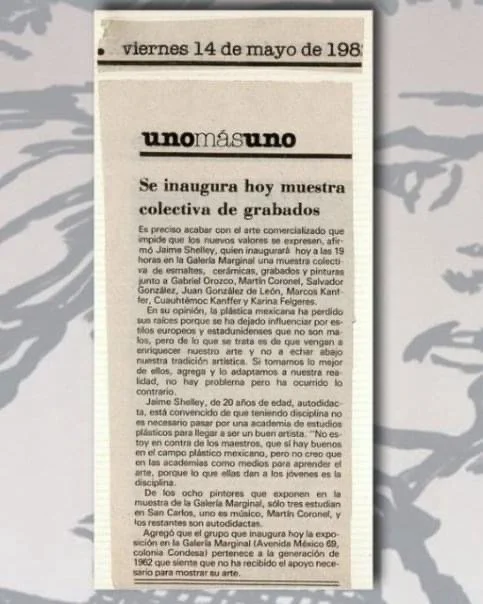 viernes 14 de mayo de 198
unomásuno
Se inaugura hoy muestra
colectiva de grabados
Es preciso acabar con el arte comercializado que
impide que los nuevos valores se expresen, afir-
mó Jaime Shelley, quien inaugurará hoy a las 19
horas en la Galería Marginal una muestra colecti-
va de esmaltes, cerámicas, grabados y pinturas
junto a Gabriel Orozco, Martín Coronel, Salvador
González, Juan González de León, Marcos Kanf-
fer, Cuauhtémoc Kanffer y Karina Felgeres.
En su opinión, la plástica mexicana ha perdido
sus raíces porque se ha dejado influenciar por es-
tilos europeos y estadunidenses que no son ma-
los, pero de lo que se trata es de que vengan a
enriquecer nuestro arte y no a echar abajo
nuestra tradición artística. Si tomamos lo mejor
de ellos, agrega y lo adaptamos a nuestra rea-
lidad, no hay problema pero ha ocurrido lo
contrario.
Jaime Shelley, de 20 años de edad, autodidac-
ta, está convencido de que teniendo disciplina no
es necesario pasar por una academia de estudios
plásticos para llegar a ser un buen artista. "No es-
toy en contra de los maestros, que sí hay buenos
en el campo plástico mexicano, pero no creo que
en las academias como medios para aprender el
arte, porque lo que ellas dan a los jóvenes es la
disciplina.
De los ocho pintores que exponen en la
muestra de la Galería Marginal, sólo tres estudian
en San Carlos, uno es músico, Martín Coronel, y
los restantes son autodidactas.
Agregó que el grupo que inaugura hoy la expo-
sición en la Galería Marginal (Avenida México 69,
colonia Condesa) pertenece a la generación de
1962 que siente que no ha recibido el apoyo nece-
sario para mostrar su arte.